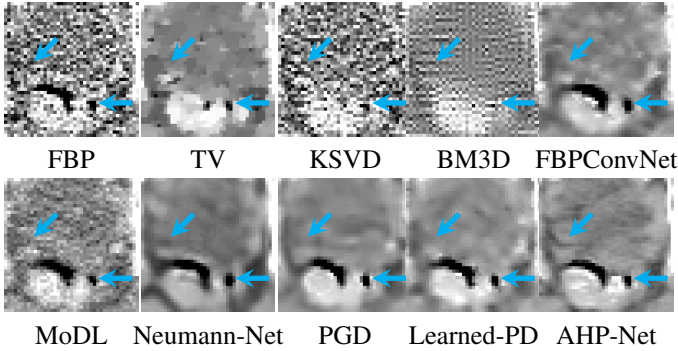 FBP TV KSVD BM3D FBPConvNet
MoDL Neumann-Net PGD Learned-PD AHP-Net